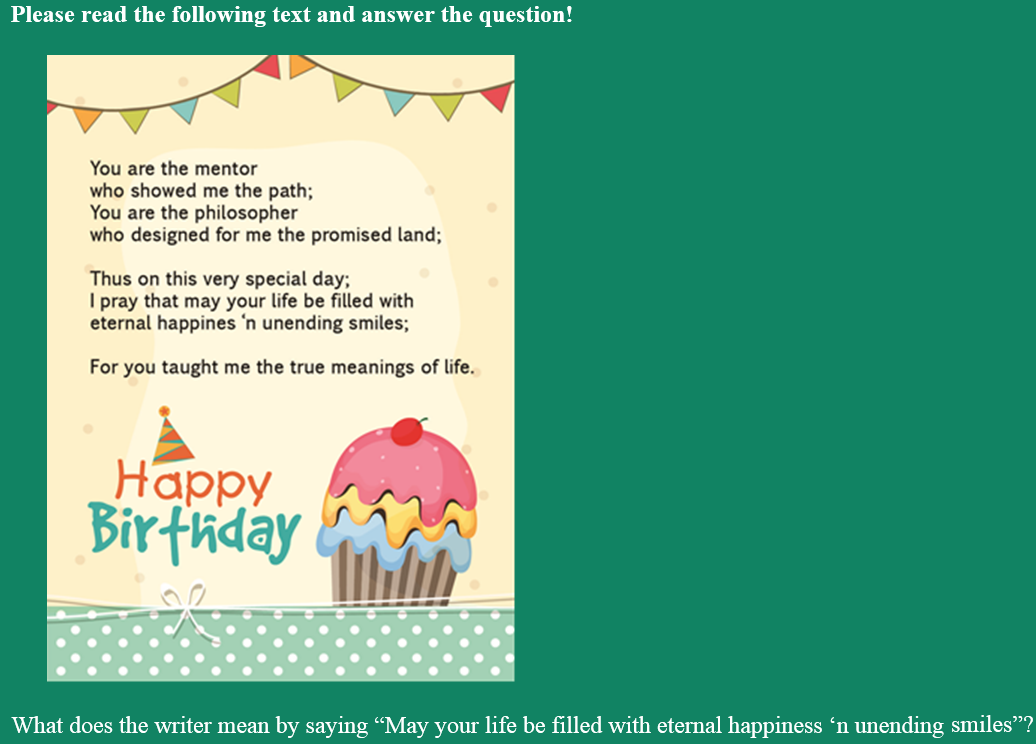 Please read the following text and answer the question!
You are the mentor
who showed me the path;
You are the philosopher
who designed for me the promised land;
Thus on this very special day;
I pray that may your life be filled with
eternal happines ‘n unending smiles;
For you taught me the true meanings of life.
Happy
Birthday
What does the writer mean by saying “May your life be filled with eternal happiness ‘n unending smiles”?